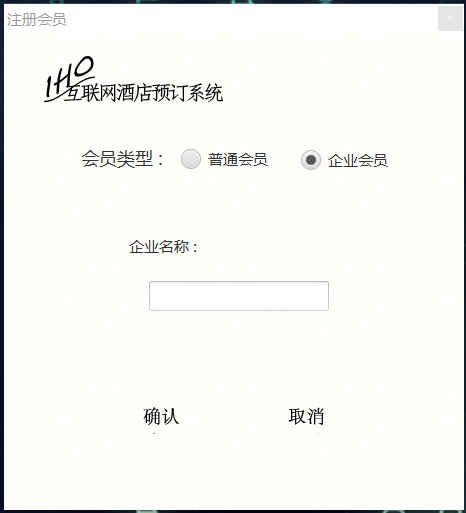 注册会员
×
IHO
互联网酒店预订系统
会员类型： 普通会员 企业会员
企业名称：
确认 取消